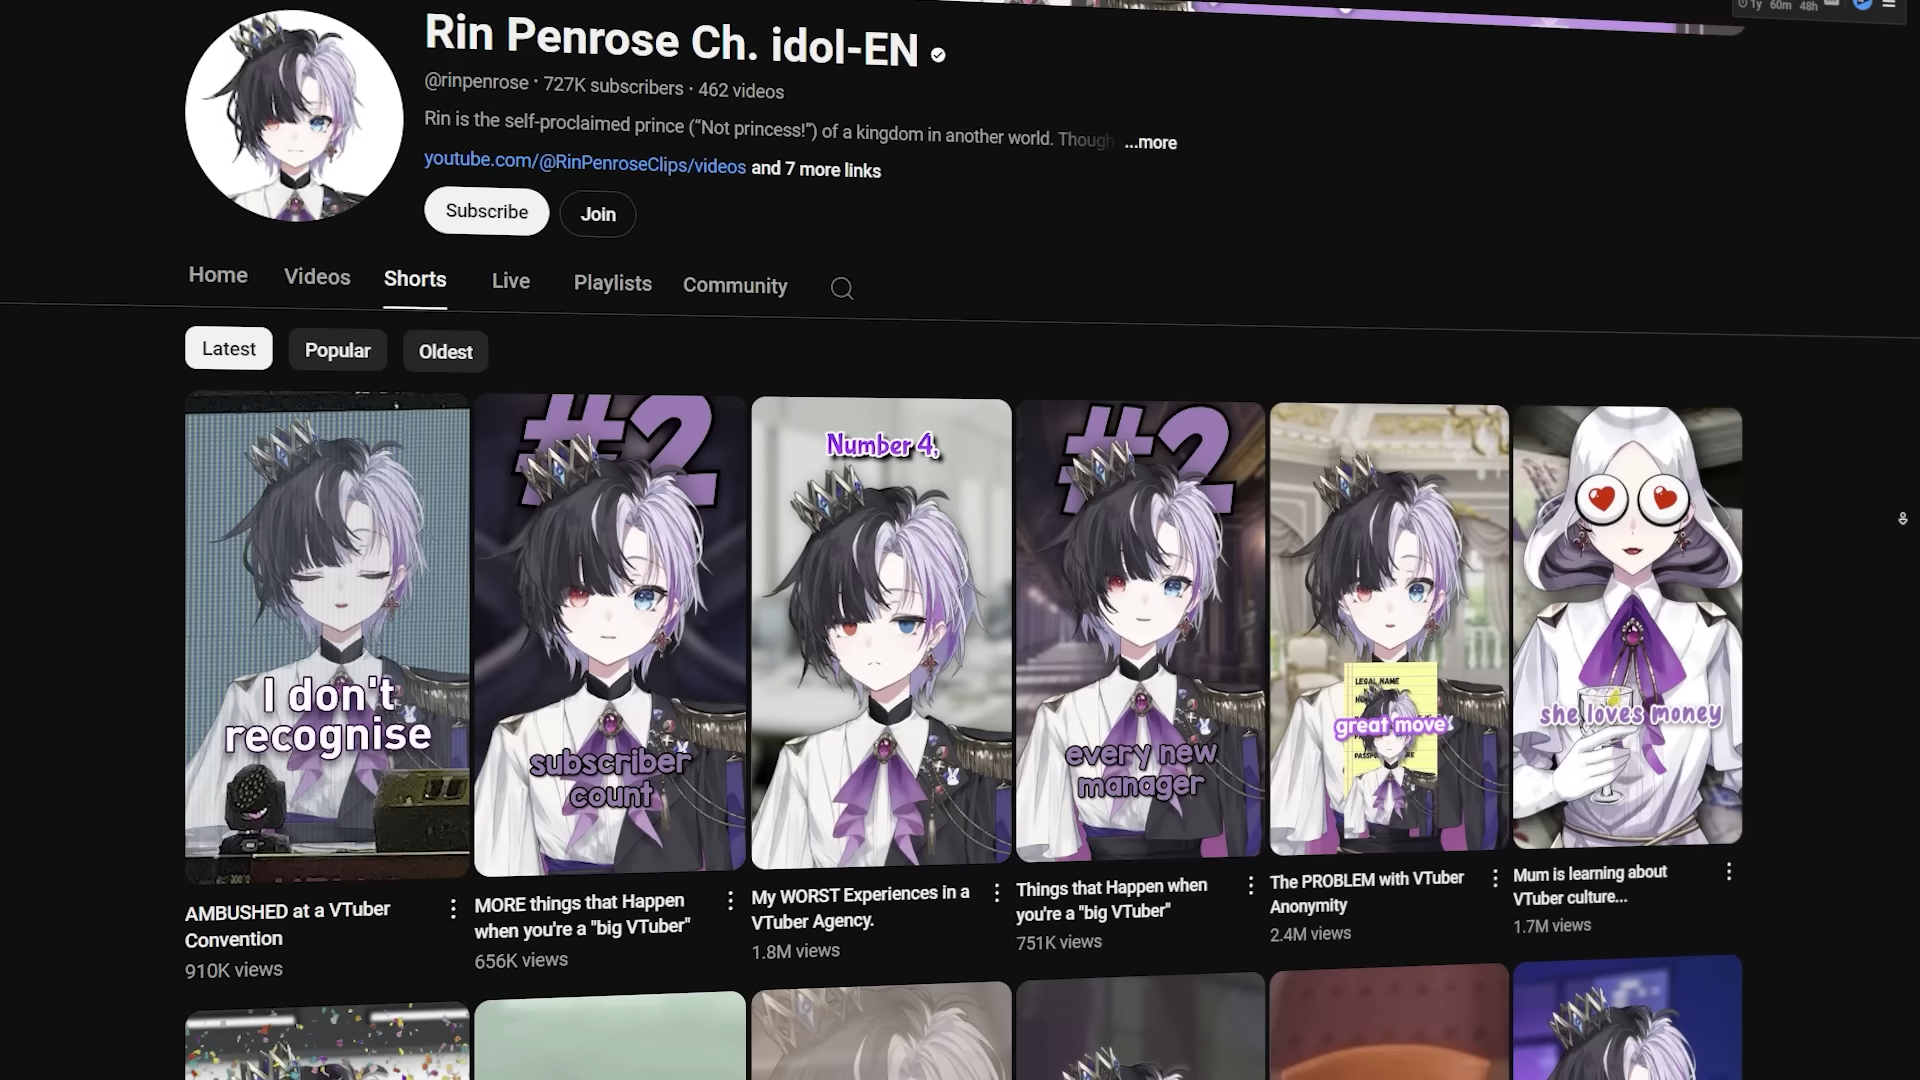 1y 60m 48h
Rin Penrose Ch. idol-EN
@rinpenrose · 727K subscribers · 462 videos
Rin is the self-proclaimed prince (“Not princess!”) of a kingdom in another world. Though ...more
youtube.com/@RinPenroseClips/videos and 7 more links
Subscribe
Join
Home Videos Shorts Live Playlists Community
Latest Popular Oldest
I don't
recognise
#2
subscriber
count
Number 4,
#2
every new
manager
LEGAL NAME
great move
she loves money
AMBUSHED at a VTuber
Convention
910K views
MORE things that Happen
when you're a "big VTuber"
656K views
My WORST Experiences in a
VTuber Agency.
1.8M views
Things that Happen when
you're a "big VTuber"
751K views
The PROBLEM with VTuber
Anonymity
2.4M views
Mum is learning about
VTuber culture...
1.7M views